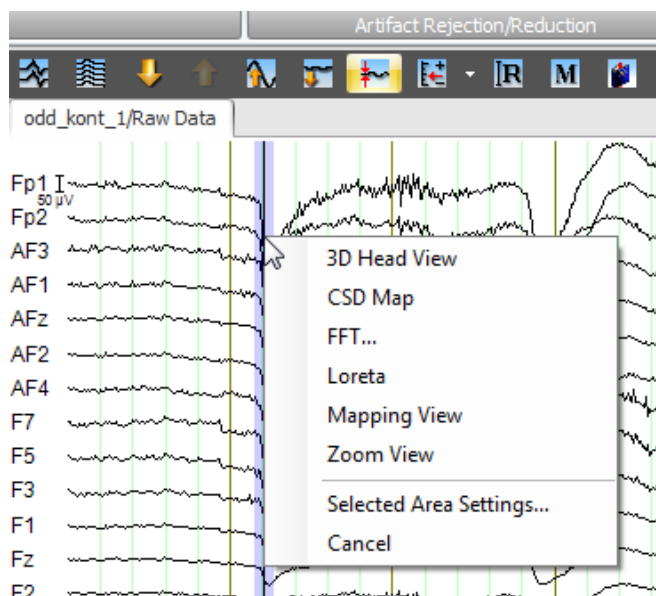 Artifact Rejection/Reduction
R M
odd_kont_1/Raw Data
Fp1
50 µV
Fp2
AF3
AF1
AFz
AF2
AF4
F7
F5
F3
F1
Fz
F2
3D Head View
CSD Map
FFT...
Loreta
Mapping View
Zoom View
Selected Area Settings...
Cancel